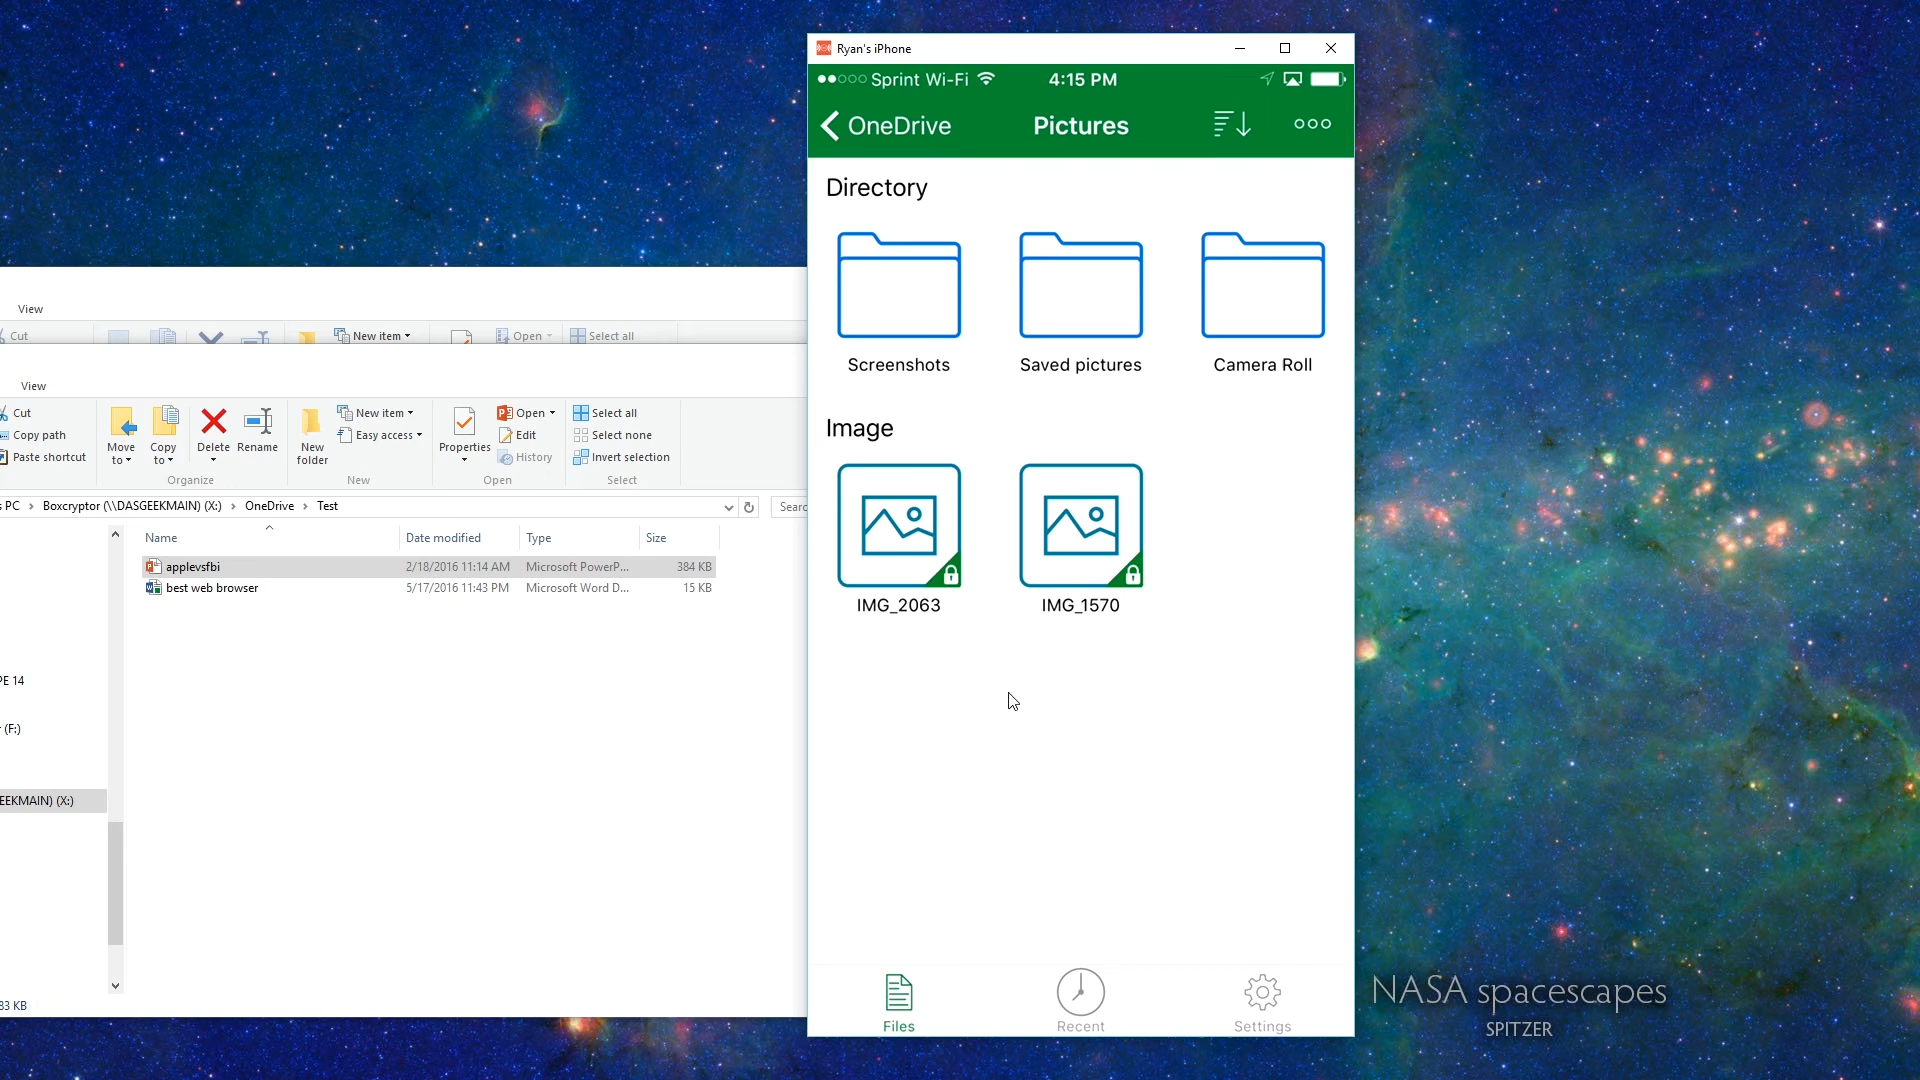 Ryan's iPhone
Sprint Wi-Fi 4:15 PM
OneDrive Pictures
Directory
Screenshots Saved pictures Camera Roll
Image
IMG_2063 IMG_1570
Files Recent Settings
View
Cut New item Open Select all
View
Cut
Copy path
Paste shortcut
Move to
Copy to
Delete
Rename
Organize
New folder
New item
Easy access
New
Properties
Open
Edit
History
Open
Select all
Select none
Invert selection
Select
PC > Boxcryptor (\\DASGEEKMAIN) (X:) > OneDrive > Test
Name Date modified Type Size
applevsfbi 2/18/2016 11:14 AM Microsoft PowerP... 384 KB
best web browser 5/17/2016 11:43 PM Microsoft Word D... 15 KB
PE 14
(F:)
EEKMAIN) (X:)
83 KB
NASA spacescapes
SPITZER